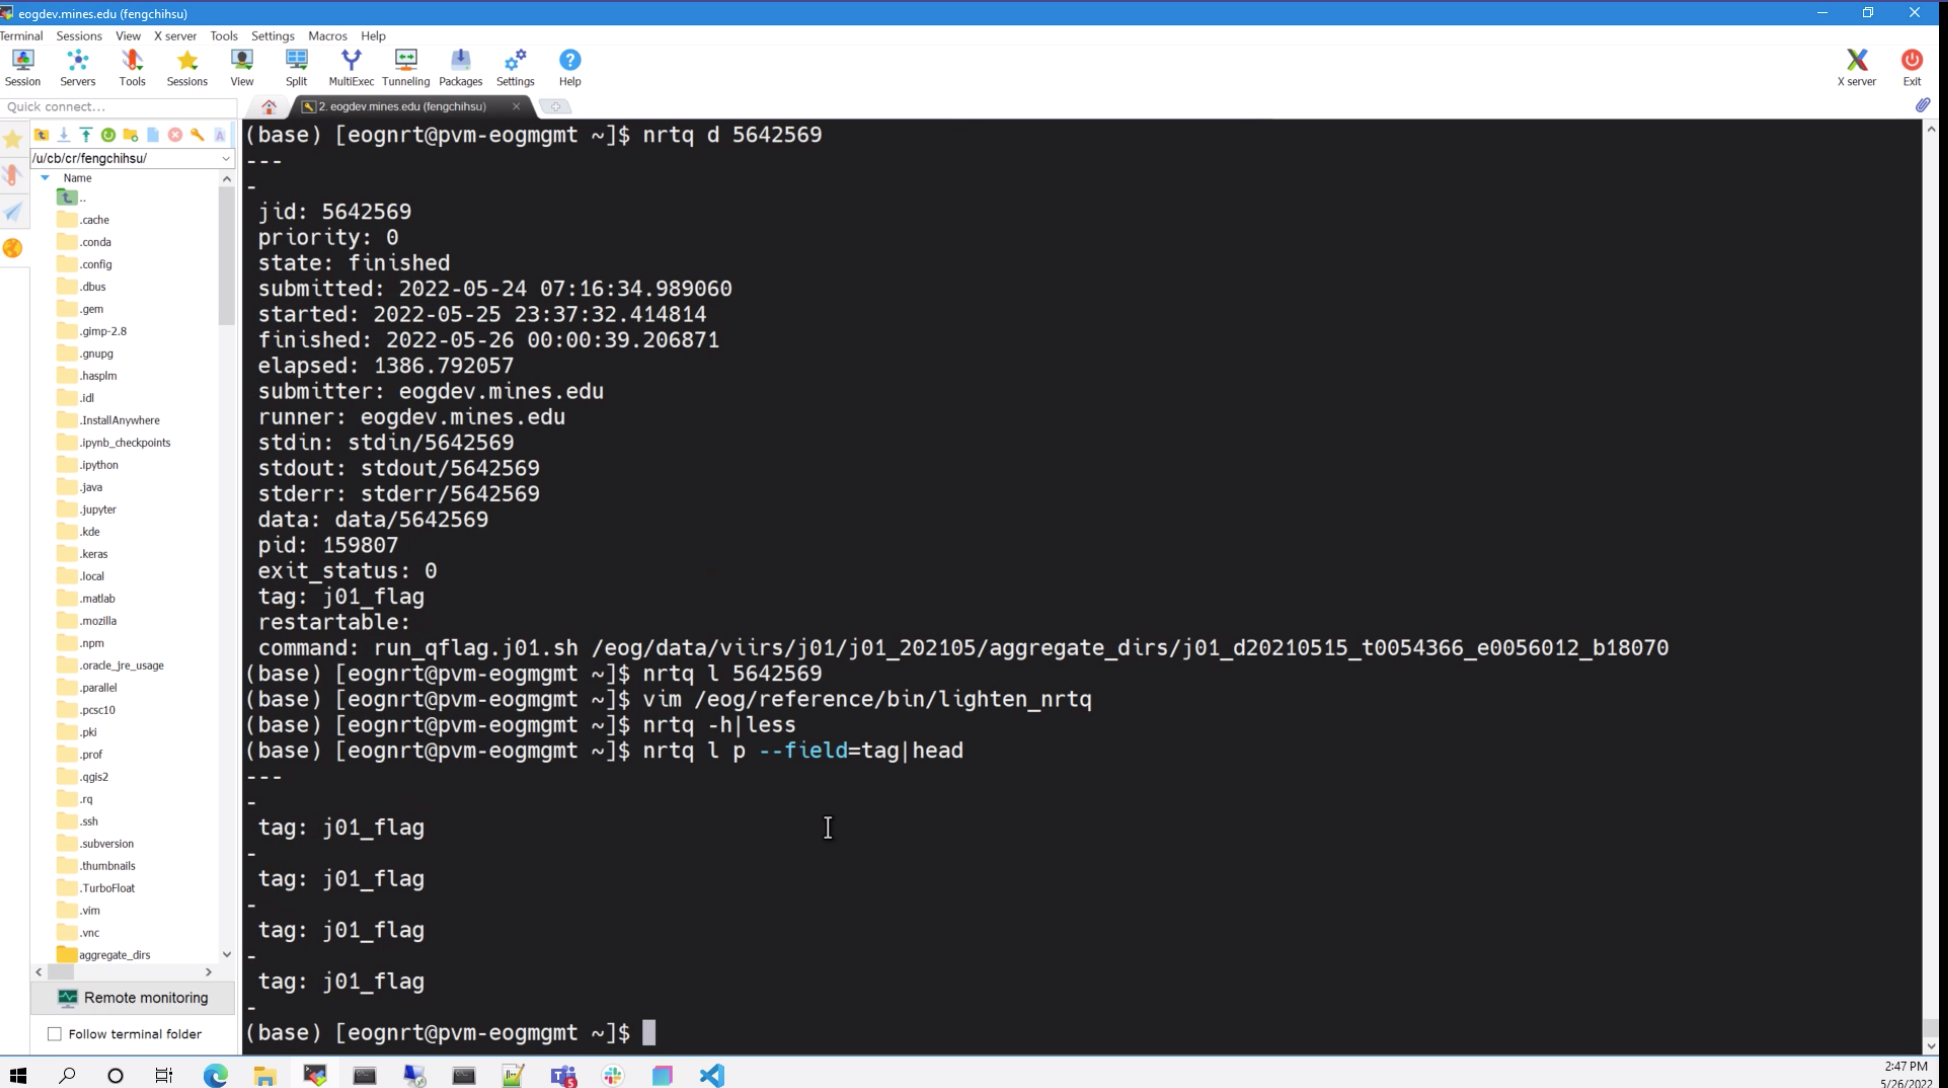 eogdev.mines.edu (fengchihsu)
Terminal Sessions View X server Tools Settings Macros Help
Session Servers Tools Sessions View Split MultiExec Tunneling Packages Settings Help X server Exit
Quick connect...
2. eogdev.mines.edu (fengchihsu)
/u/cb/cr/fengchihsu/
Name
..
.cache
.conda
.config
.dbus
.gem
.gimp-2.8
.gnupg
.hasplm
.idl
.InstallAnywhere
.ipynb_checkpoints
.ipython
.java
.jupyter
.kde
.keras
.local
.matlab
.mozilla
.npm
.oracle_jre_usage
.parallel
.pcsc10
.pki
.prof
.qgis2
.rq
.ssh
.subversion
.thumbnails
.TurboFloat
.vim
.vnc
aggregate_dirs
Remote monitoring
Follow terminal folder
(base) [eognrt@pvm-eogmgmt ~]$ nrtq d 5642569
---
-
jid: 5642569
priority: 0
state: finished
submitted: 2022-05-24 07:16:34.989060
started: 2022-05-25 23:37:32.414814
finished: 2022-05-26 00:00:39.206871
elapsed: 1386.792057
submitter: eogdev.mines.edu
runner: eogdev.mines.edu
stdin: stdin/5642569
stdout: stdout/5642569
stderr: stderr/5642569
data: data/5642569
pid: 159807
exit_status: 0
tag: j01_flag
restartable:
command: run_qflag.j01.sh /eog/data/viirs/j01/j01_202105/aggregate_dirs/j01_d20210515_t0054366_e0056012_b18070
(base) [eognrt@pvm-eogmgmt ~]$ nrtq l 5642569
(base) [eognrt@pvm-eogmgmt ~]$ vim /eog/reference/bin/lighten_nrtq
(base) [eognrt@pvm-eogmgmt ~]$ nrtq -h|less
(base) [eognrt@pvm-eogmgmt ~]$ nrtq l p --field=tag|head
---
-
tag: j01_flag
-
tag: j01_flag
-
tag: j01_flag
-
tag: j01_flag
-
(base) [eognrt@pvm-eogmgmt ~]$
2:47 PM
5/26/2022